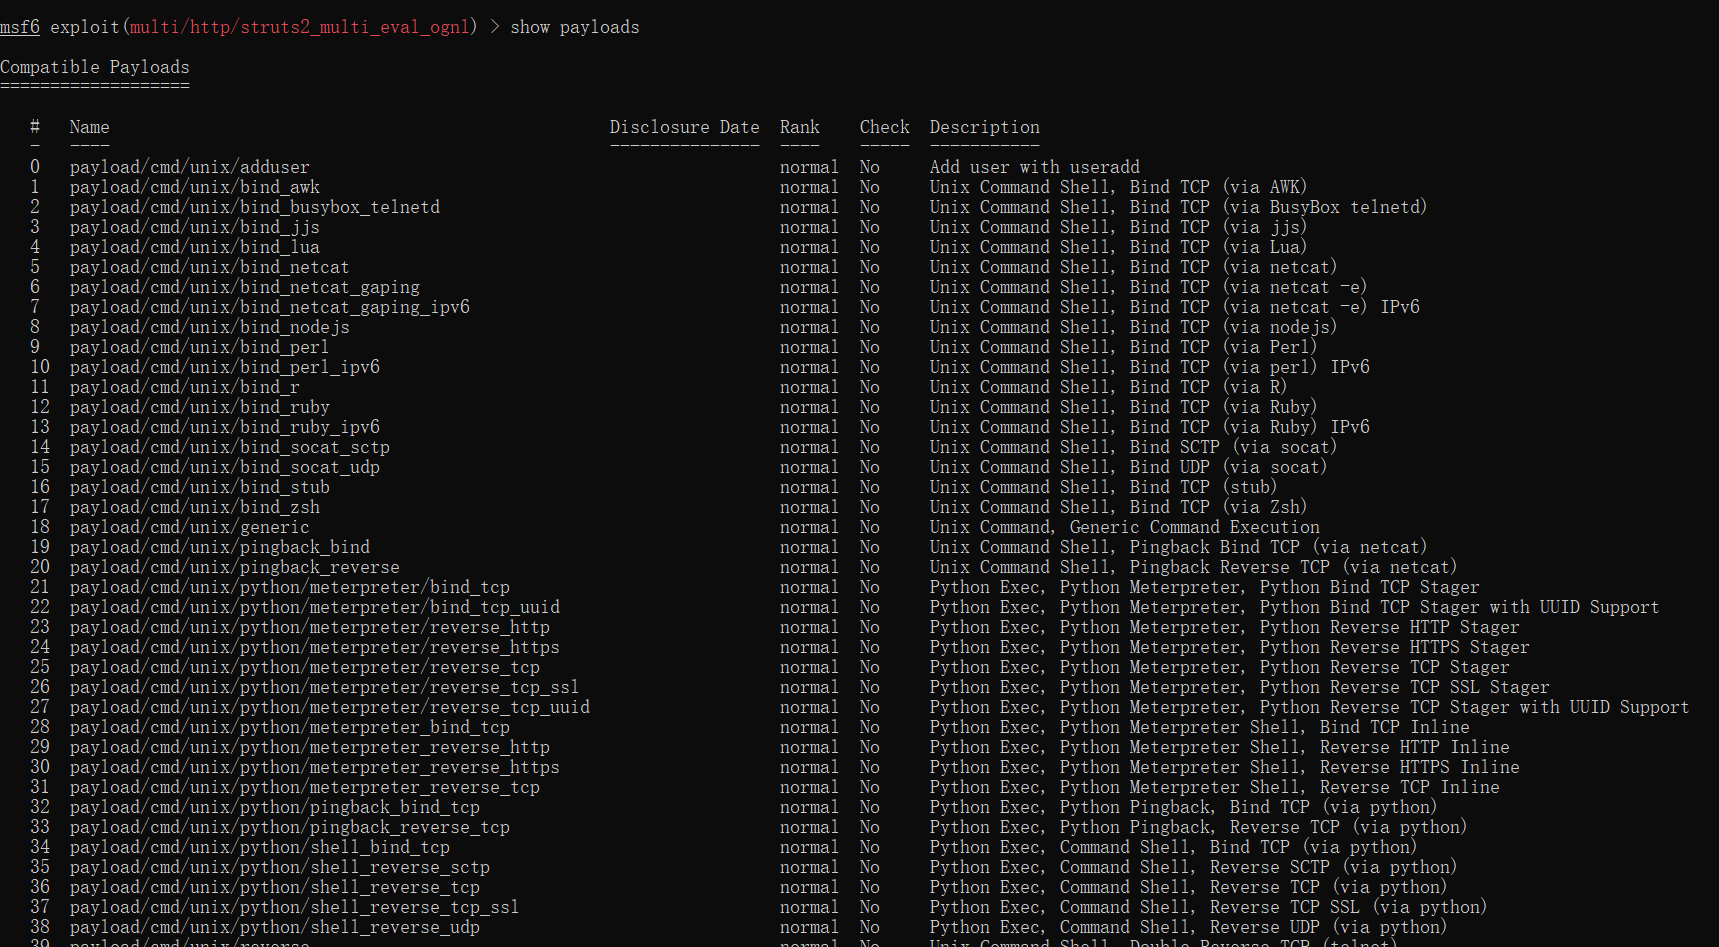 msf6 exploit(multi/http/struts2_multi_eval_ognl) > show payloads
Compatible Payloads
===================
# Name Disclosure Date Rank Check Description
- ---- --------------- ---- ----- -----------
0 payload/cmd/unix/adduser normal No Add user with useradd
1 payload/cmd/unix/bind_awk normal No Unix Command Shell, Bind TCP (via AWK)
2 payload/cmd/unix/bind_busybox_telnetd normal No Unix Command Shell, Bind TCP (via BusyBox telnetd)
3 payload/cmd/unix/bind_jjs normal No Unix Command Shell, Bind TCP (via jjs)
4 payload/cmd/unix/bind_lua normal No Unix Command Shell, Bind TCP (via Lua)
5 payload/cmd/unix/bind_netcat normal No Unix Command Shell, Bind TCP (via netcat)
6 payload/cmd/unix/bind_netcat_gaping normal No Unix Command Shell, Bind TCP (via netcat -e)
7 payload/cmd/unix/bind_netcat_gaping_ipv6 normal No Unix Command Shell, Bind TCP (via netcat -e) IPv6
8 payload/cmd/unix/bind_nodejs normal No Unix Command Shell, Bind TCP (via nodejs)
9 payload/cmd/unix/bind_perl normal No Unix Command Shell, Bind TCP (via Perl)
10 payload/cmd/unix/bind_perl_ipv6 normal No Unix Command Shell, Bind TCP (via perl) IPv6
11 payload/cmd/unix/bind_r normal No Unix Command Shell, Bind TCP (via R)
12 payload/cmd/unix/bind_ruby normal No Unix Command Shell, Bind TCP (via Ruby)
13 payload/cmd/unix/bind_ruby_ipv6 normal No Unix Command Shell, Bind TCP (via Ruby) IPv6
14 payload/cmd/unix/bind_socat_sctp normal No Unix Command Shell, Bind SCTP (via socat)
15 payload/cmd/unix/bind_socat_udp normal No Unix Command Shell, Bind UDP (via socat)
16 payload/cmd/unix/bind_stub normal No Unix Command Shell, Bind TCP (stub)
17 payload/cmd/unix/bind_zsh normal No Unix Command Shell, Bind TCP (via Zsh)
18 payload/cmd/unix/generic normal No Unix Command, Generic Command Execution
19 payload/cmd/unix/pingback_bind normal No Unix Command Shell, Pingback Bind TCP (via netcat)
20 payload/cmd/unix/pingback_reverse normal No Unix Command Shell, Pingback Reverse TCP (via netcat)
21 payload/cmd/unix/python/meterpreter/bind_tcp normal No Python Exec, Python Meterpreter, Python Bind TCP Stager
22 payload/cmd/unix/python/meterpreter/bind_tcp_uuid normal No Python Exec, Python Meterpreter, Python Bind TCP Stager with UUID Support
23 payload/cmd/unix/python/meterpreter/reverse_http normal No Python Exec, Python Meterpreter, Python Reverse HTTP Stager
24 payload/cmd/unix/python/meterpreter/reverse_https normal No Python Exec, Python Meterpreter, Python Reverse HTTPS Stager
25 payload/cmd/unix/python/meterpreter/reverse_tcp normal No Python Exec, Python Meterpreter, Python Reverse TCP Stager
26 payload/cmd/unix/python/meterpreter/reverse_tcp_ssl normal No Python Exec, Python Meterpreter, Python Reverse TCP SSL Stager
27 payload/cmd/unix/python/meterpreter/reverse_tcp_uuid normal No Python Exec, Python Meterpreter, Python Reverse TCP Stager with UUID Support
28 payload/cmd/unix/python/meterpreter_bind_tcp normal No Python Exec, Python Meterpreter Shell, Bind TCP Inline
29 payload/cmd/unix/python/meterpreter_reverse_http normal No Python Exec, Python Meterpreter Shell, Reverse HTTP Inline
30 payload/cmd/unix/python/meterpreter_reverse_https normal No Python Exec, Python Meterpreter Shell, Reverse HTTPS Inline
31 payload/cmd/unix/python/meterpreter_reverse_tcp normal No Python Exec, Python Meterpreter Shell, Reverse TCP Inline
32 payload/cmd/unix/python/pingback_bind_tcp normal No Python Exec, Python Pingback, Bind TCP (via python)
33 payload/cmd/unix/python/pingback_reverse_tcp normal No Python Exec, Python Pingback, Reverse TCP (via python)
34 payload/cmd/unix/python/shell_bind_tcp normal No Python Exec, Command Shell, Bind TCP (via python)
35 payload/cmd/unix/python/shell_reverse_sctp normal No Python Exec, Command Shell, Reverse SCTP (via python)
36 payload/cmd/unix/python/shell_reverse_tcp normal No Python Exec, Command Shell, Reverse TCP (via python)
37 payload/cmd/unix/python/shell_reverse_tcp_ssl normal No Python Exec, Command Shell, Reverse TCP SSL (via python)
38 payload/cmd/unix/python/shell_reverse_udp normal No Python Exec, Command Shell, Reverse UDP (via python)
39 payload/cmd/unix/reverse normal No Unix Command Shell, Double Reverse TCP (telnet)